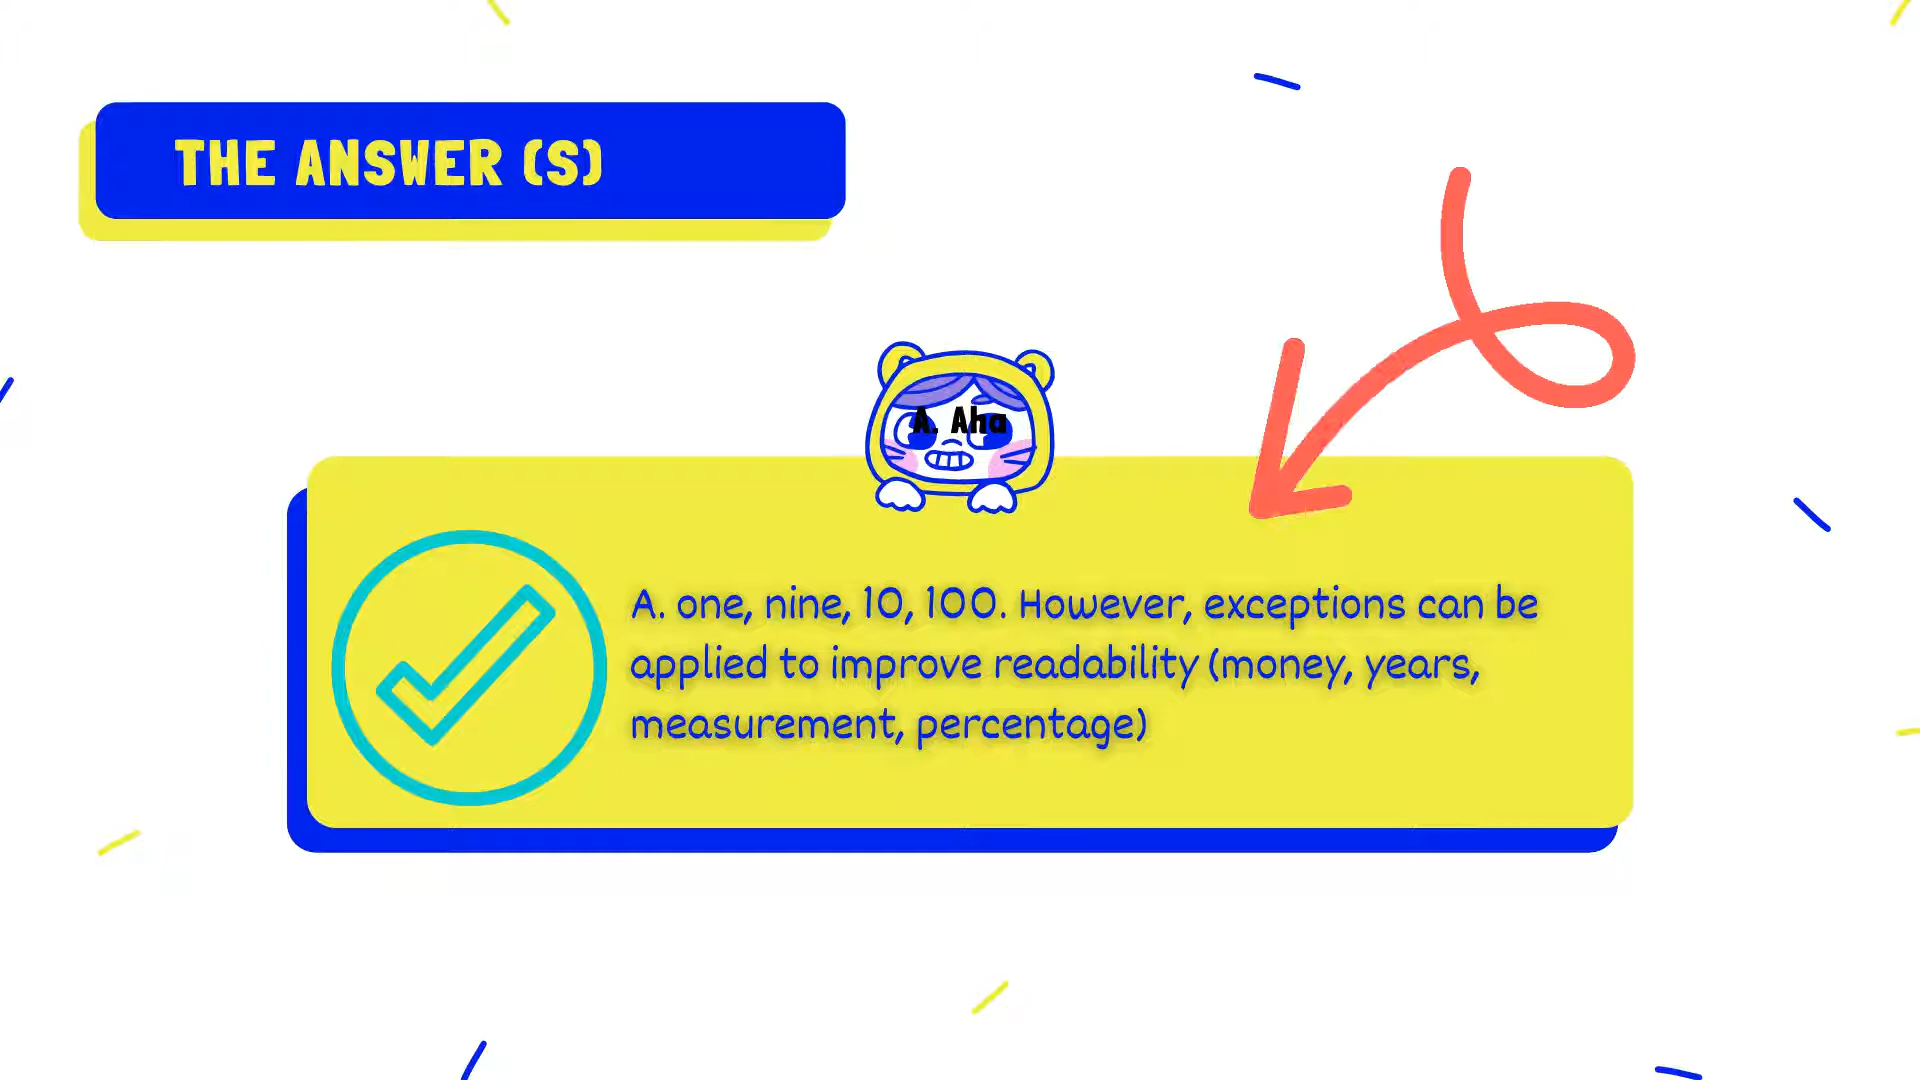 THE ANSWER (S)
A. Aha
A. one, nine, 10, 100. However, exceptions can be
applied to improve readability (money, years,
measurement, percentage)